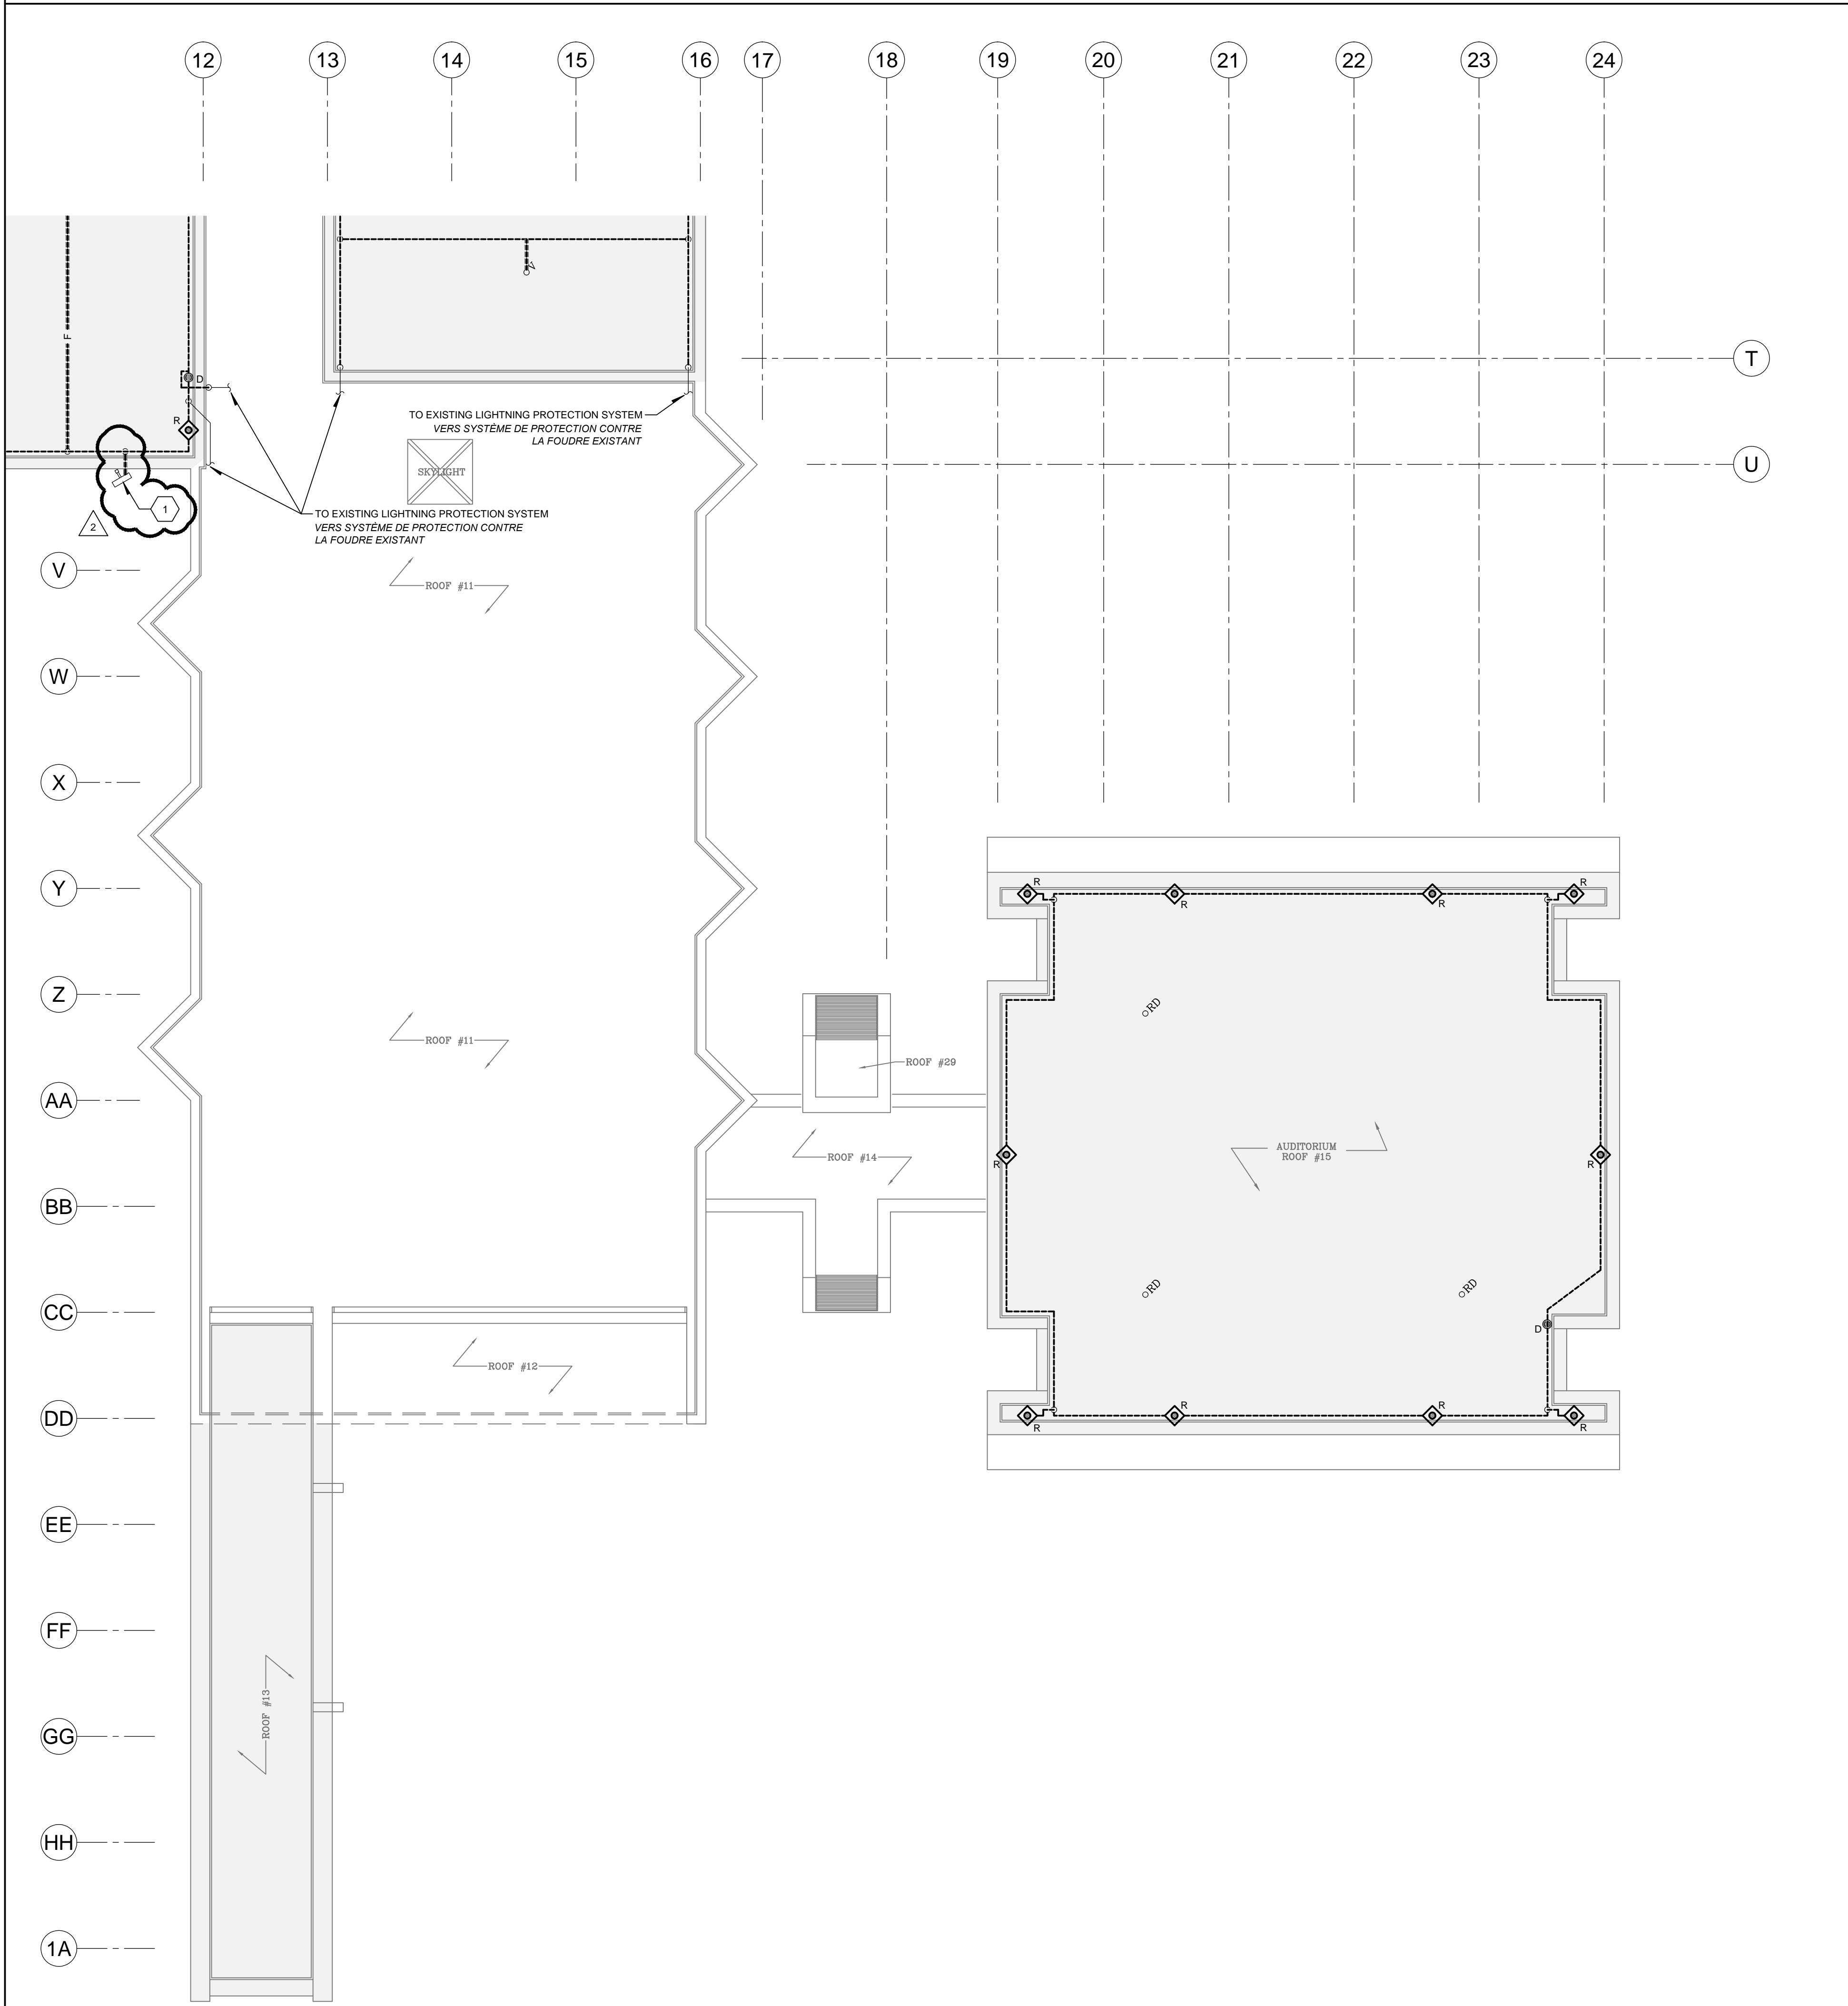 12
13
14
15
16
17
18
19
20
21
22
23
24
T
F
D
R
TO EXISTING LIGHTNING PROTECTION SYSTEM
VERS SYSTÈME DE PROTECTION CONTRE
LA FOUDRE EXISTANT
U
SKYLIGHT
1
2
TO EXISTING LIGHTNING PROTECTION SYSTEM
VERS SYSTÈME DE PROTECTION CONTRE
LA FOUDRE EXISTANT
V
ROOF #11
W
X
Y
R
R
R
R
Z
RD
ROOF #11
ROOF #29
AA
ROOF #14
AUDITORIUM
ROOF #15
R
R
BB
RD
RD
CC
D
ROOF #12
DD
R
R
R
R
EE
FF
ROOF #13
GG
HH
1A